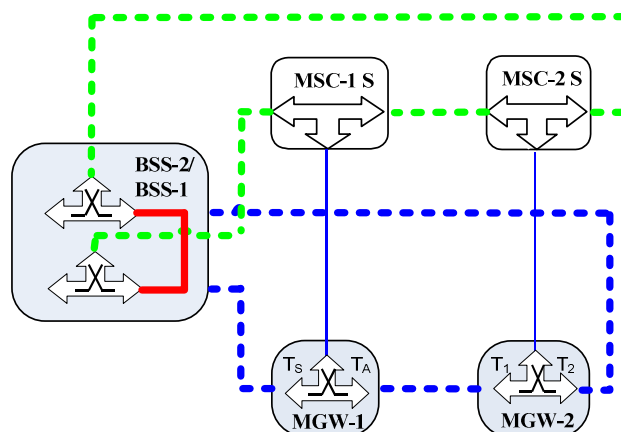 MSC-1 S
MSC-2 S
BSS-2/
BSS-1
TS
TA
T1
T2
MGW-1
MGW-2